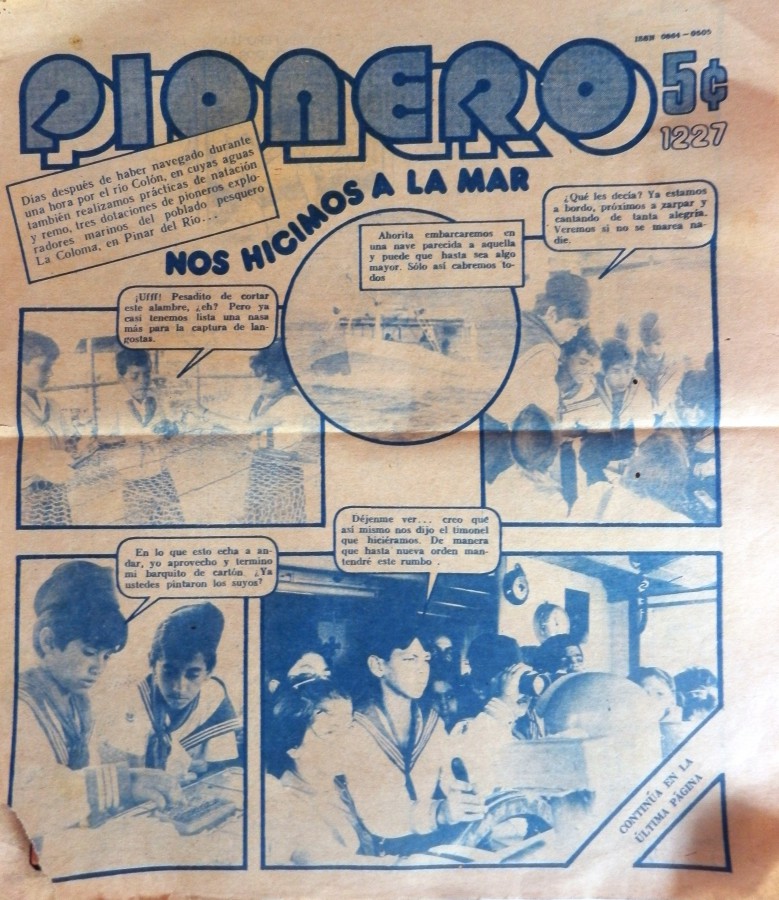 ISBN 0864-0505
PIONERO
5¢
1227
Días después de haber navegado durante
una hora por el río Colón, en cuyas aguas
también realizamos prácticas de natación
y remo, tres dotaciones de pioneros explo-
radores marinos del poblado pesquero
La Coloma, en Pinar del Río...
NOS HICIMOS A LA MAR
¿Qué les decía? Ya estamos
a bordo, próximos a zarpar y
cantando de tanta alegría.
Veremos si no se marea na-
die.
Ahorita embarcaremos en
una nave parecida a aquella
y puede que hasta sea algo
mayor. Sólo así cabremos to-
dos
¡Ufff! Pesadito de cortar
este alambre, ¿eh? Pero ya
casi tenemos lista una nasa
más para la captura de lan-
gostas.
Déjenme ver... creo que
así mismo nos dijo el timonel
que hiciéramos. De manera
que hasta nueva orden man-
tendré este rumbo.
En lo que esto echa a an-
dar, yo aprovecho y termino
mi barquito de cartón. ¿Ya
ustedes pintaron los suyos?
CONTINÚA EN LA
ÚLTIMA PÁGINA